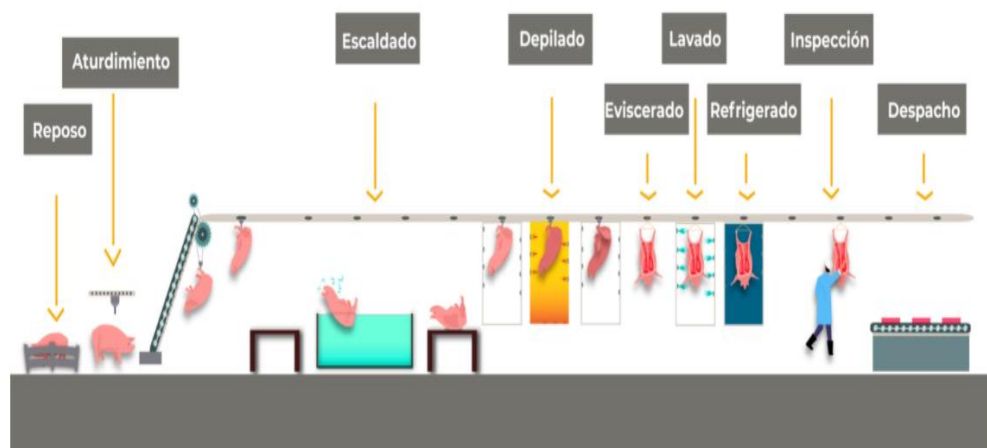 Reposo
Aturdimiento
Escaldado
Depilado
Eviscerado
Lavado
Refrigerado
Inspección
Despacho